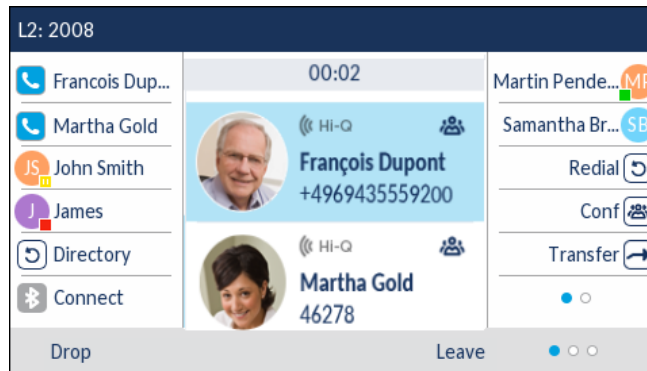 L2: 2008
Francois Dup...
Martha Gold
JS John Smith
J James
Directory
Connect
00:02
Hi-Q
François Dupont
+4969435559200
Hi-Q
Martha Gold
46278
Martin Pende... MP
Samantha Br... SB
Redial
Conf
Transfer
Drop
Leave